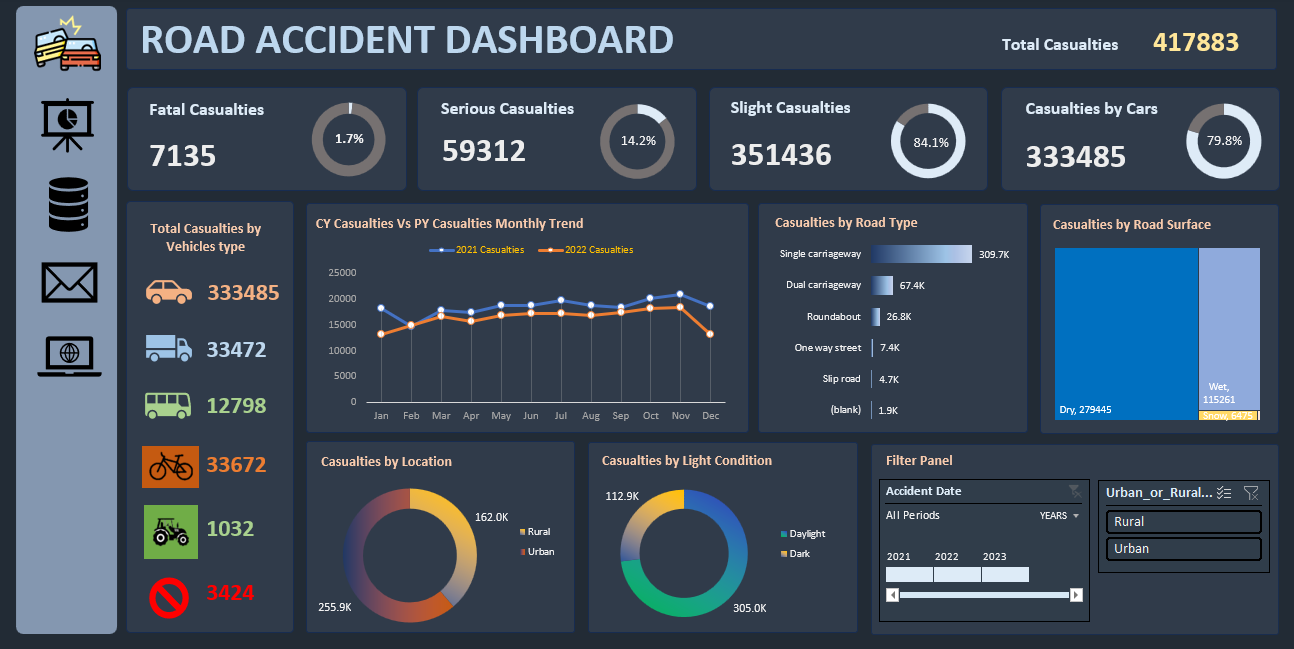 ROAD ACCIDENT DASHBOARD
Total Casualties
417883
Fatal Casualties
7135
1.7%
Serious Casualties
59312
14.2%
Slight Casualties
351436
84.1%
Casualties by Cars
333485
79.8%
Total Casualties by
Vehicles type
333485
33472
12798
33672
1032
3424
CY Casualties Vs PY Casualties Monthly Trend
2021 Casualties
2022 Casualties
25000
20000
15000
10000
5000
0
Jan Feb Mar Apr May Jun Jul Aug Sep Oct Nov Dec
Casualties by Road Type
Single carriageway 309.7K
Dual carriageway 67.4K
Roundabout 26.8K
One way street 7.4K
Slip road 4.7K
(blank) 1.9K
Casualties by Road Surface
Dry, 279445
Wet,
115261
Snow, 6475
Casualties by Location
162.0K
255.9K
Rural
Urban
Casualties by Light Condition
112.9K
305.0K
Daylight
Dark
Filter Panel
Accident Date
All Periods
YEARS
2021 2022 2023
Urban_or_Rural...
Rural
Urban